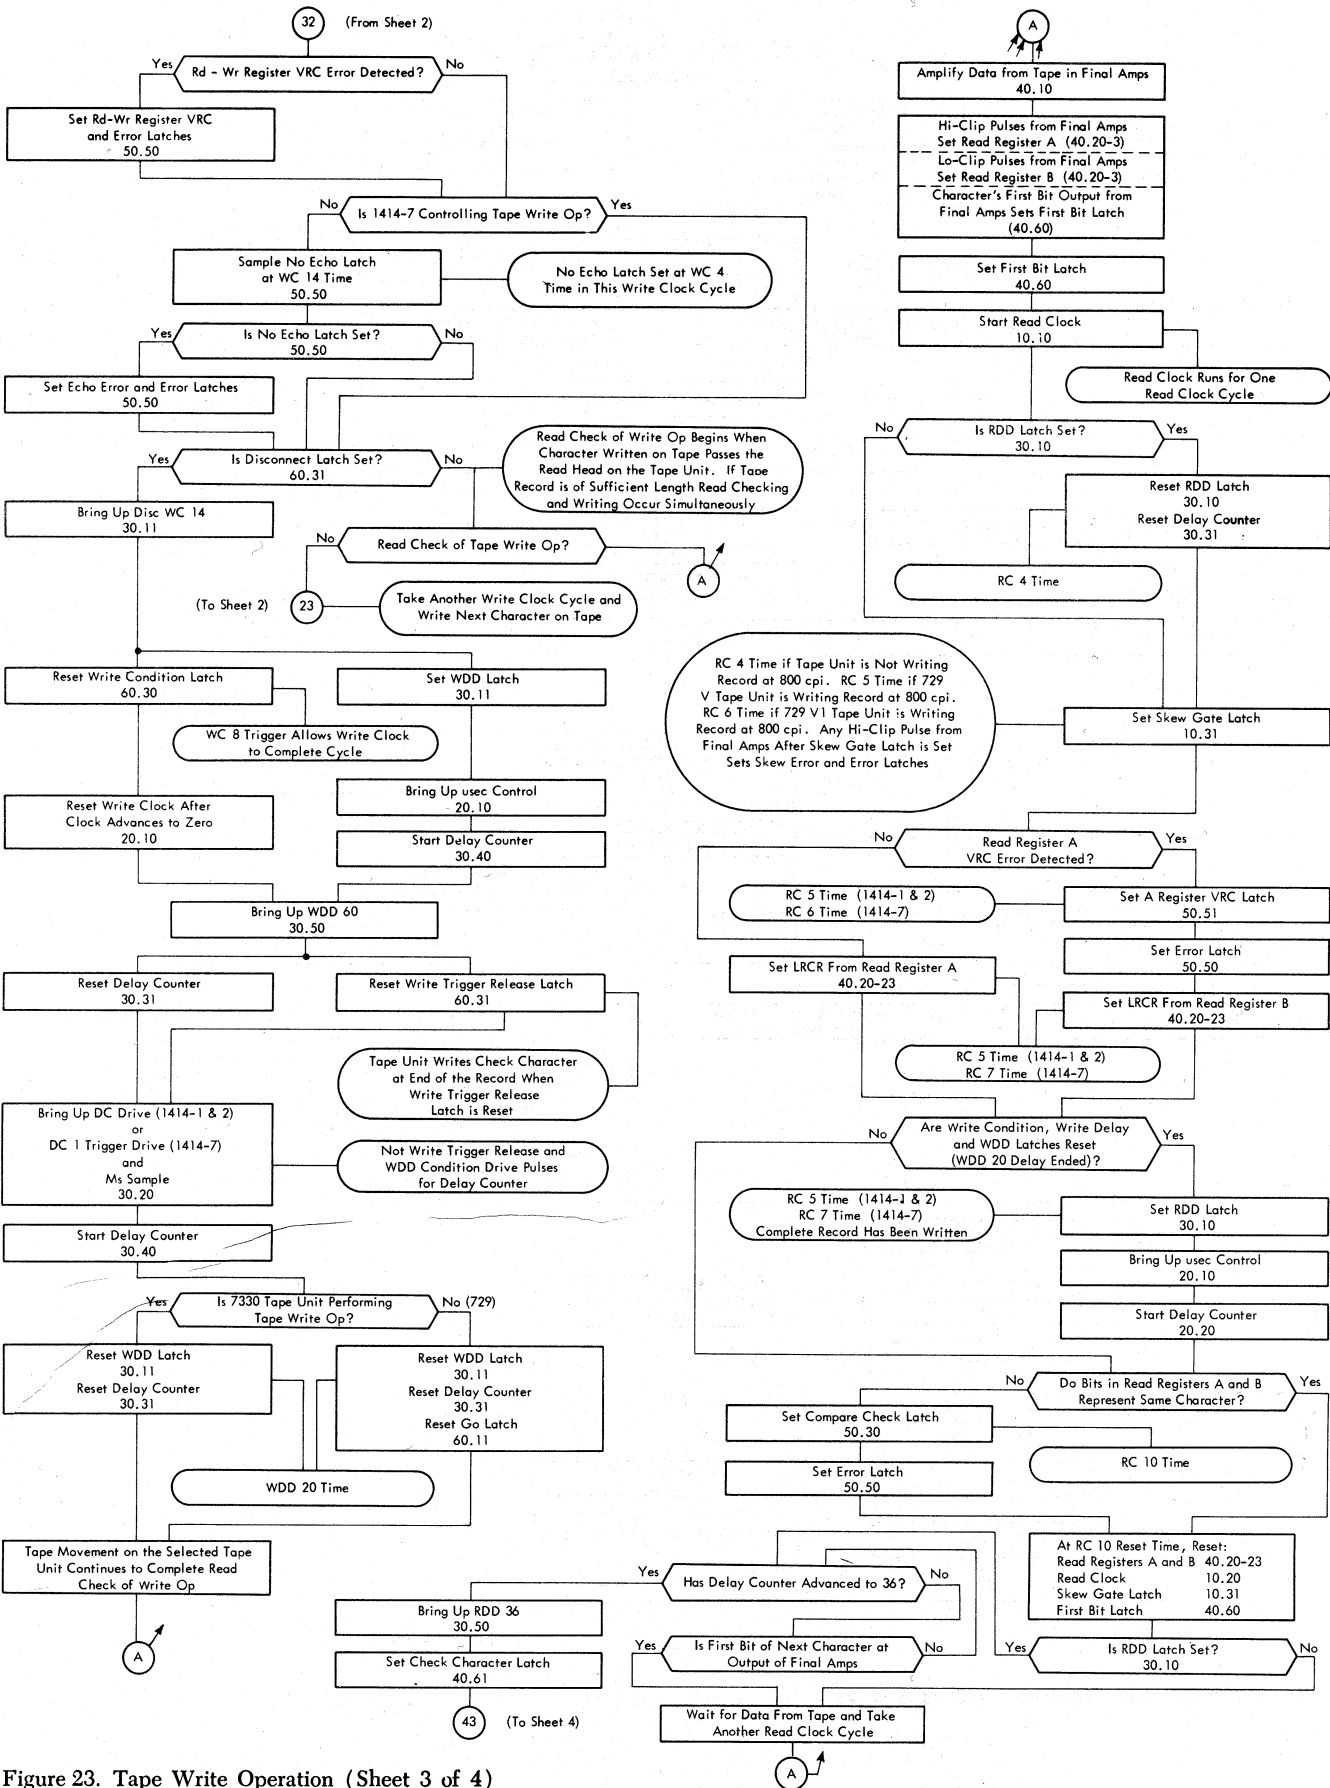 32
(From Sheet 2)
Yes
Rd - Wr Register VRC Error Detected?
No
Set Rd-Wr Register VRC
and Error Latches
50.50
No
Is 1414-7 Controlling Tape Write Op?
Yes
Sample No Echo Latch
at WC 14 Time
50.50
No Echo Latch Set at WC 4
Time in This Write Clock Cycle
Yes
Is No Echo Latch Set?
50.50
No
Set Echo Error and Error Latches
50.50
Yes
Is Disconnect Latch Set?
60.31
No
Read Check of Write Op Begins When
Character Written on Tape Passes the
Read Head on the Tape Unit. If Tape
Record is of Sufficient Length Read Checking
and Writing Occur Simultaneously
Bring Up Disc WC 14
30.11
No
Read Check of Tape Write Op?
A
(To Sheet 2)
23
Take Another Write Clock Cycle and
Write Next Character on Tape
Reset Write Condition Latch
60.30
Set WDD Latch
30.11
WC 8 Trigger Allows Write Clock
to Complete Cycle
Bring Up usec Control
20.10
Reset Write Clock After
Clock Advances to Zero
20.10
Start Delay Counter
30.40
Bring Up WDD 60
30.50
Reset Delay Counter
30.31
Reset Write Trigger Release Latch
60.31
Tape Unit Writes Check Character
at End of the Record When
Write Trigger Release
Latch is Reset
Bring Up DC Drive (1414-1 & 2)
or
DC 1 Trigger Drive (1414-7)
and
Ms Sample
30.20
Not Write Trigger Release and
WDD Condition Drive Pulses
for Delay Counter
Start Delay Counter
30.40
Yes
Is 7330 Tape Unit Performing
Tape Write Op?
No (729)
Reset WDD Latch
30.11
Reset Delay Counter
30.31
Reset WDD Latch
30.11
Reset Delay Counter
30.31
Reset Go Latch
60.11
WDD 20 Time
Tape Movement on the Selected Tape
Unit Continues to Complete Read
Check of Write Op
A
A
Amplify Data from Tape in Final Amps
40.10
Hi-Clip Pulses from Final Amps
Set Read Register A (40.20-3)
Lo-Clip Pulses from Final Amps
Set Read Register B (40.20-3)
Character's First Bit Output from
Final Amps Sets First Bit Latch
(40.60)
Set First Bit Latch
40.60
Start Read Clock
10.10
Read Clock Runs for One
Read Clock Cycle
No
Is RDD Latch Set?
30.10
Yes
Reset RDD Latch
30.10
Reset Delay Counter
30.31
RC 4 Time
RC 4 Time if Tape Unit is Not Writing
Record at 800 cpi. RC 5 Time if 729
V Tape Unit is Writing Record at 800 cpi.
RC 6 Time if 729 V1 Tape Unit is Writing
Record at 800 cpi. Any Hi-Clip Pulse from
Final Amps After Skew Gate Latch is Set
Sets Skew Error and Error Latches
Set Skew Gate Latch
10.31
No
Read Register A
VRC Error Detected?
Yes
RC 5 Time (1414-1 & 2)
RC 6 Time (1414-7)
Set A Register VRC Latch
50.51
Set Error Latch
50.50
Set LRCR From Read Register A
40.20-23
Set LRCR From Read Register B
40.20-23
RC 5 Time (1414-1 & 2)
RC 7 Time (1414-7)
No
Are Write Condition, Write Delay
and WDD Latches Reset
(WDD 20 Delay Ended)?
Yes
RC 5 Time (1414-1 & 2)
RC 7 Time (1414-7)
Complete Record Has Been Written
Set RDD Latch
30.10
Bring Up usec Control
20.10
Start Delay Counter
20.20
No
Do Bits in Read Registers A and B
Represent Same Character?
Yes
Set Compare Check Latch
50.30
RC 10 Time
Set Error Latch
50.50
At RC 10 Reset Time, Reset:
Read Registers A and B 40.20-23
Read Clock 10.20
Skew Gate Latch 10.31
First Bit Latch 40.60
Yes
Has Delay Counter Advanced to 36?
No
Bring Up RDD 36
30.50
Yes
Is First Bit of Next Character at
Output of Final Amps
No
Yes
Is RDD Latch Set?
30.10
No
Set Check Character Latch
40.61
43
(To Sheet 4)
Wait for Data From Tape and Take
Another Read Clock Cycle
A
Figure 23. Tape Write Operation (Sheet 3 of 4)